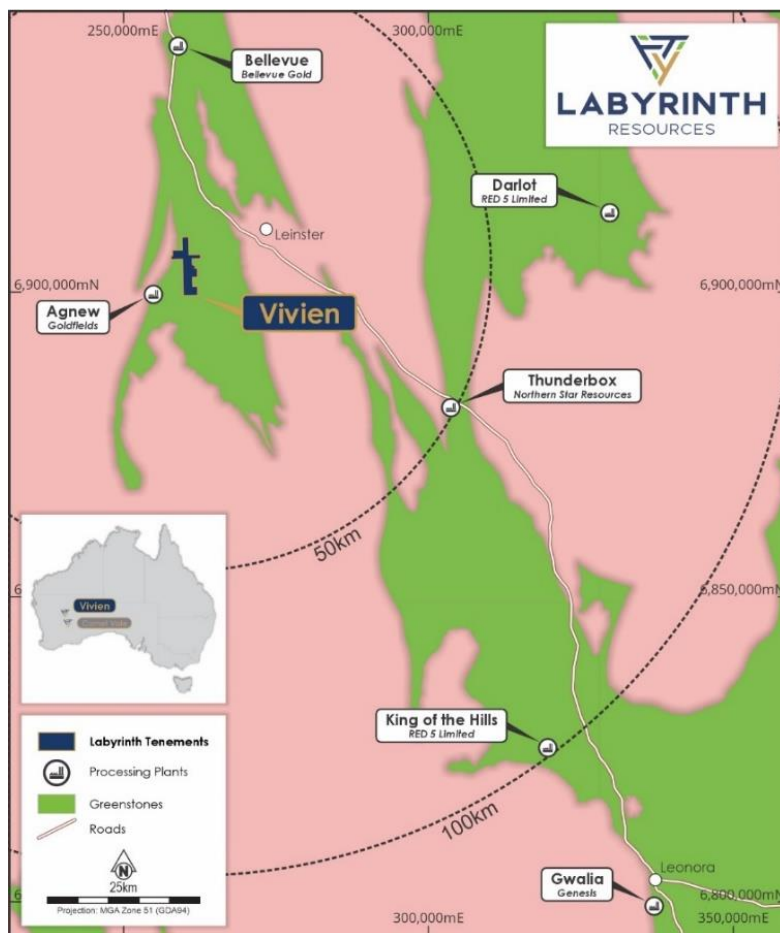 250,000mE
300,000mE
Bellevue
Bellevue Gold
LABYRINTH
RESOURCES
Darlot
RED 5 Limited
Leinster
6,900,000mN
6,900,000mN
Agnew
Goldfields
Vivien
Thunderbox
Northern Star Resources
50km
6
6,850,000mN
Vivien
Comet Vale
King of the Hills
RED 5 Limited
Labyrinth Tenements
Processing Plants
Greenstones
Roads
100km
N
25km
Projection: MGA Zone 51 (GDA94)
Gwalia
Genesis
Leonora
6
6,800,000mN
300,000mE
350,000mE